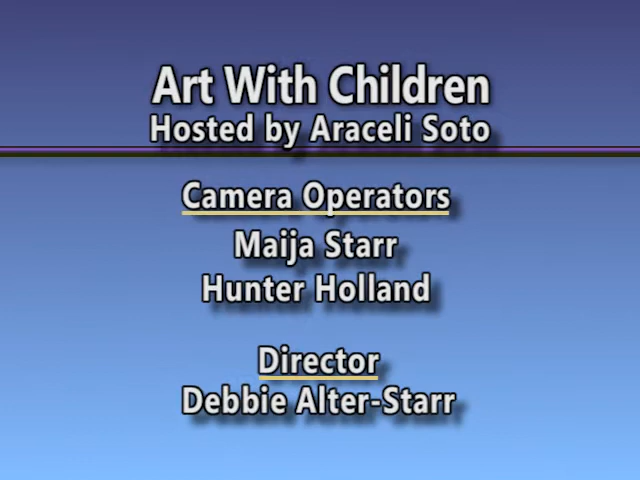 Art With Children
Hosted by Araceli Soto
Camera Operators
Maija Starr
Hunter Holland
Director
Debbie Alter-Starr